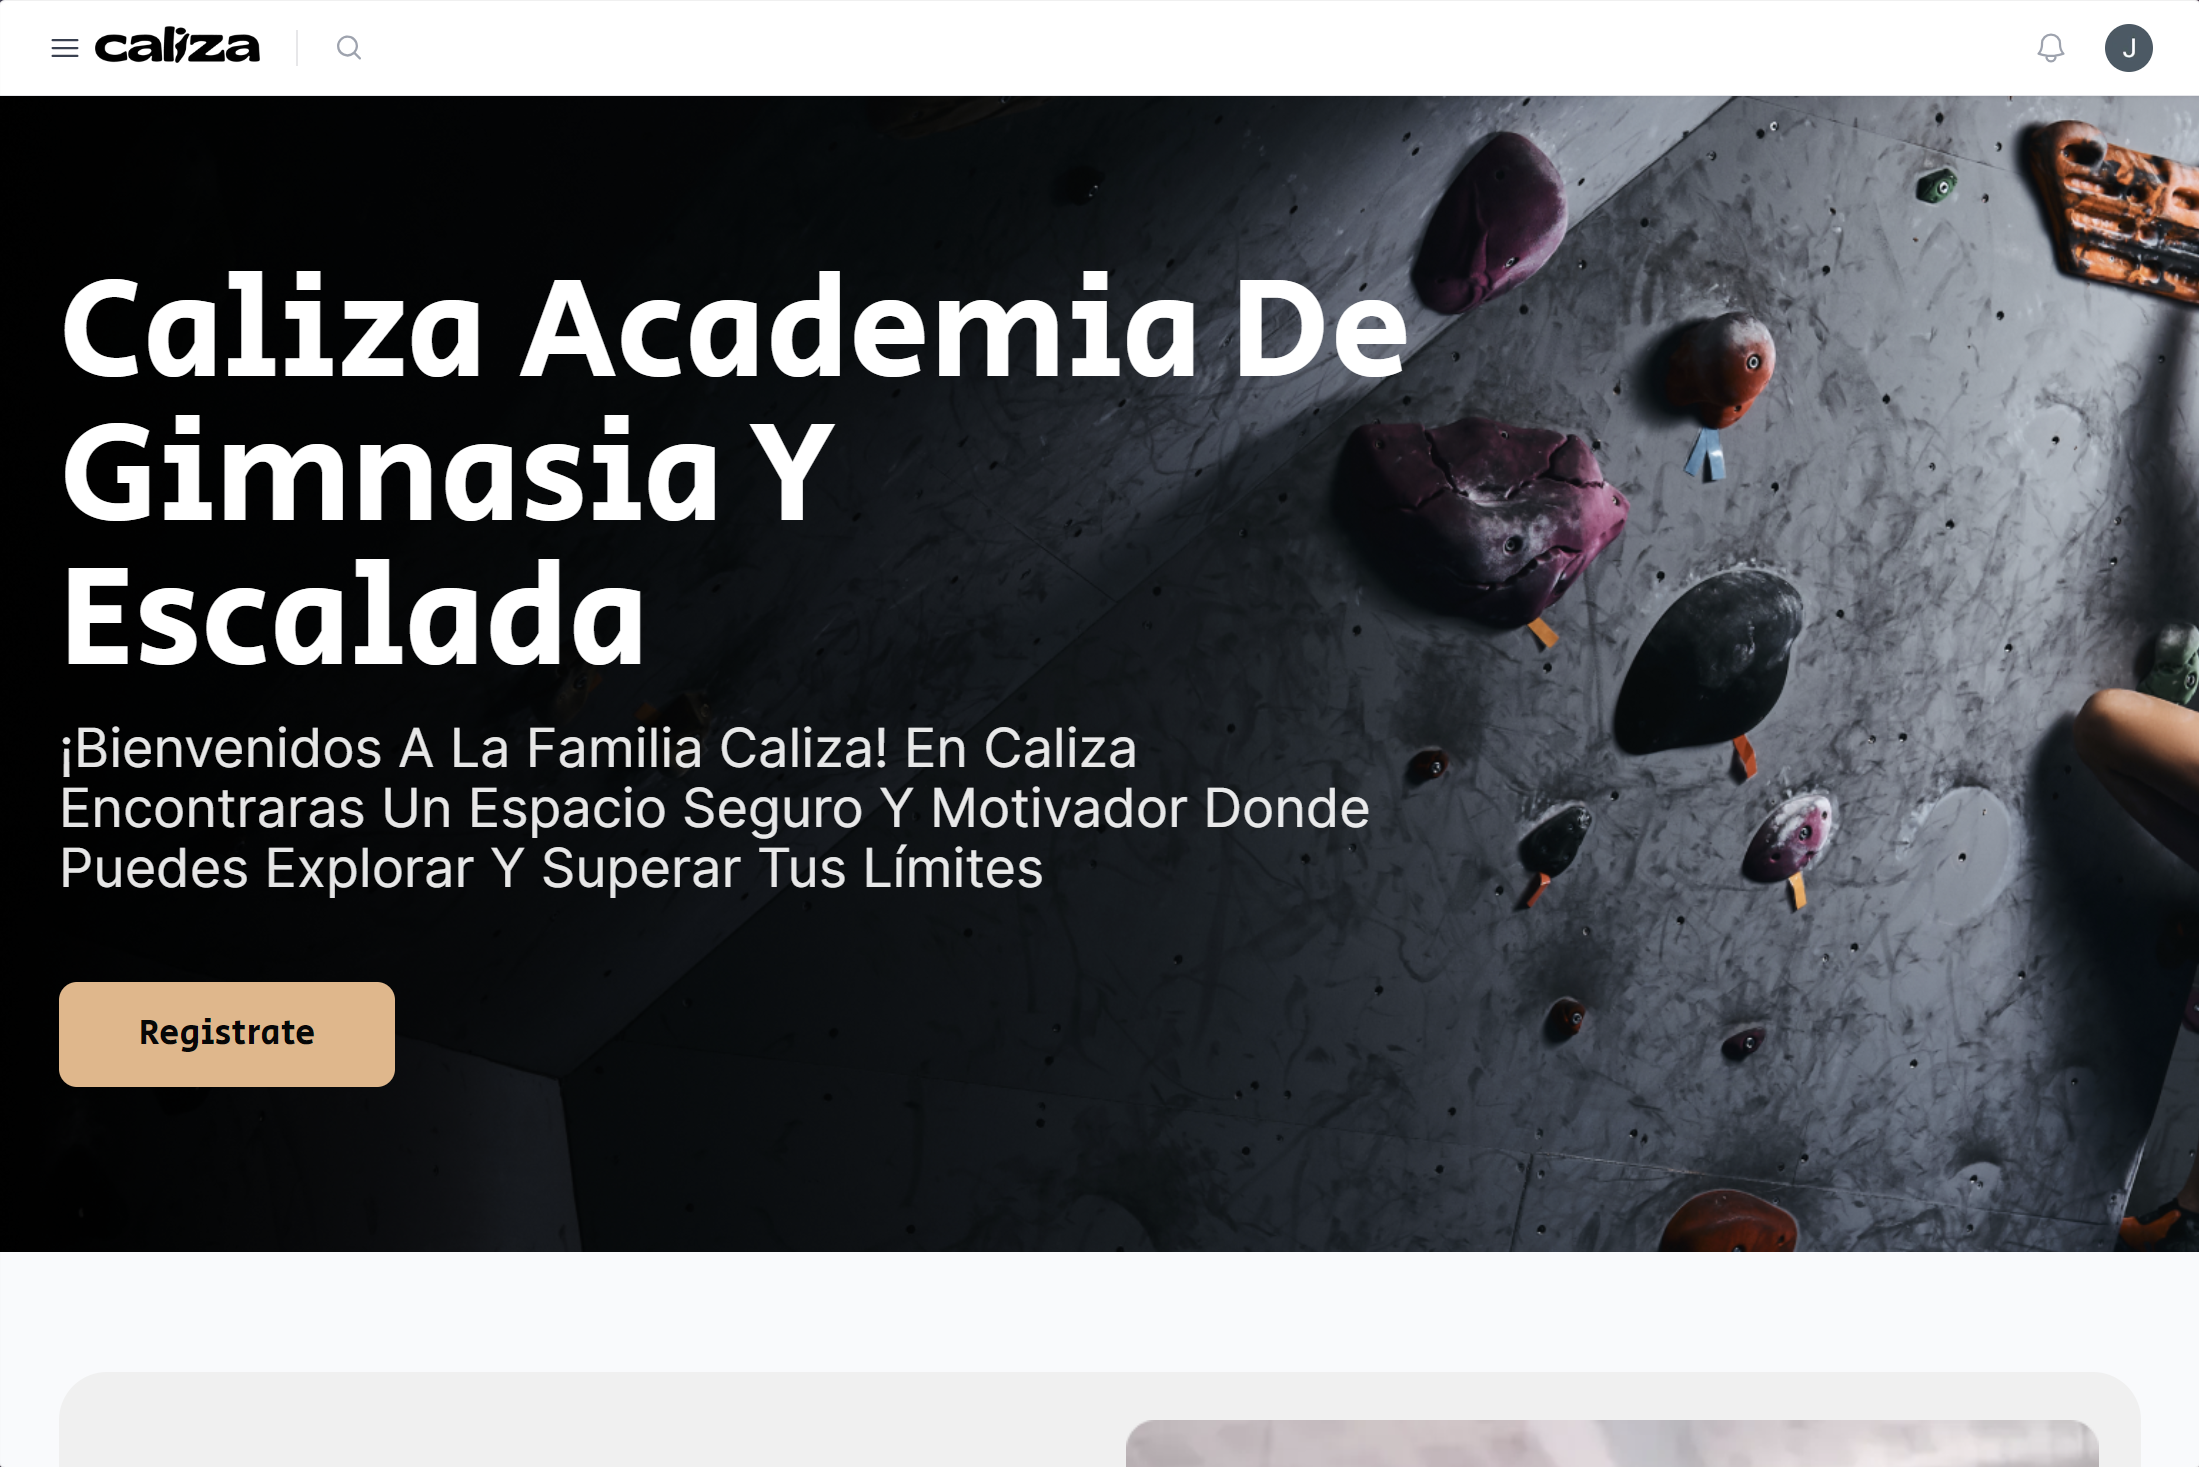 caliza
J
Caliza Academia De
Gimnasia Y
Escalada
¡Bienvenidos A La Familia Caliza! En Caliza
Encontraras Un Espacio Seguro Y Motivador Donde
Puedes Explorar Y Superar Tus Límites
Registrate